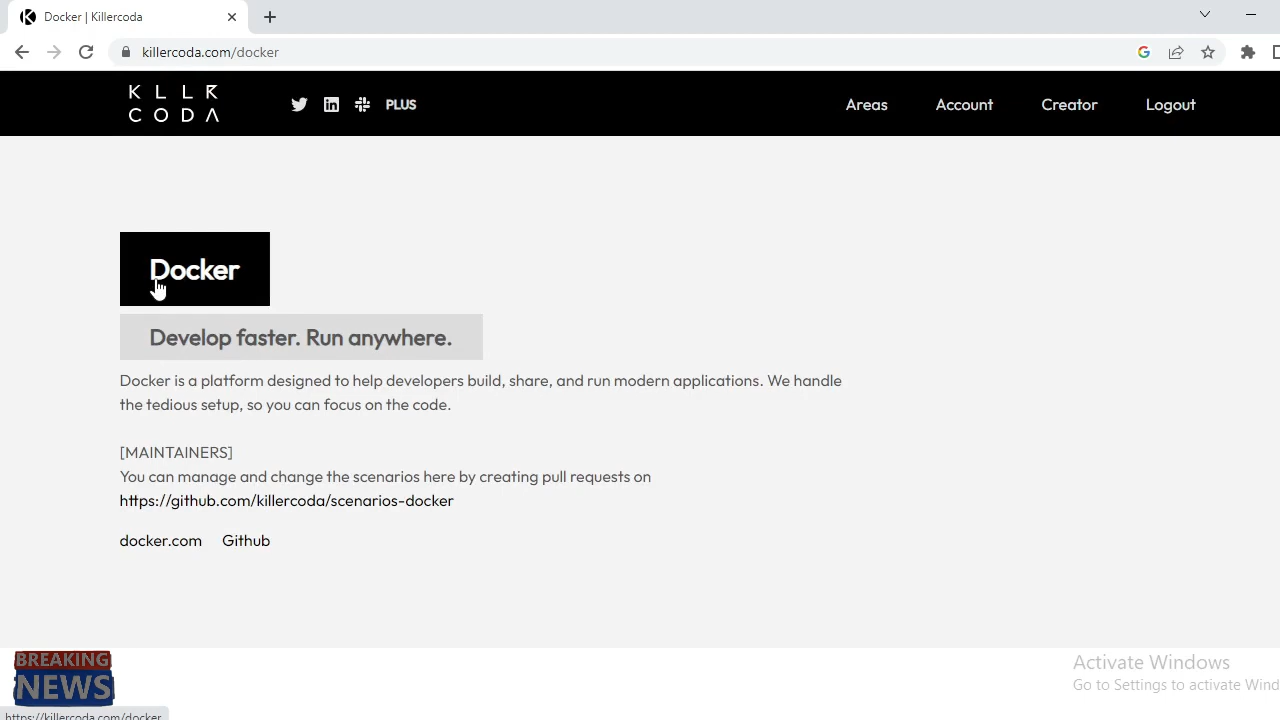 Docker | Killercoda
killercoda.com/docker
KLLR
CODA
PLUS
Areas
Account
Creator
Logout
Docker
Develop faster. Run anywhere.
Docker is a platform designed to help developers build, share, and run modern applications. We handle
the tedious setup, so you can focus on the code.
[MAINTAINERS]
You can manage and change the scenarios here by creating pull requests on
https://github.com/killercoda/scenarios-docker
docker.com Github
BREAKING
NEWS
Activate Windows
Go to Settings to activate Wind
https://killercoda.com/docker